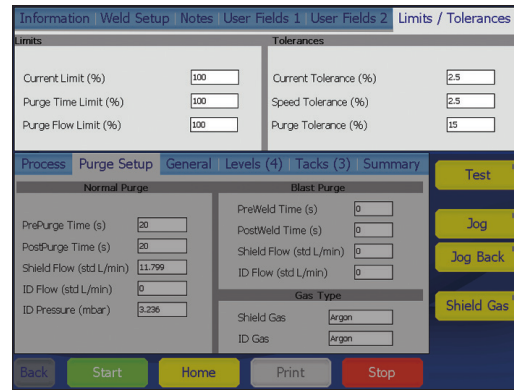 Information Weld Setup Notes User Fields 1 User Fields 2 Limits / Tolerances
Limits
Current Limit (%) 100
Purge Time Limit (%) 100
Purge Flow Limit (%) 100
Tolerances
Current Tolerance (%) 2.5
Speed Tolerance (%) 2.5
Purge Tolerance (%) 15
Process Purge Setup General Levels (4) Tacks (3) Summary
Normal Purge
PrePurge Time (s) 20
PostPurge Time (s) 20
Shield Flow (std L/min) 11.799
ID Flow (std L/min) 0
ID Pressure (mbar) 3.236
Blast Purge
PreWeld Time (s) 0
PostWeld Time (s) 0
Shield Flow (std L/min) 0
ID Flow (std L/min) 0
Gas Type
Shield Gas Argon
ID Gas Argon
Test
Jog
Jog Back
Shield Gas
Back Start Home Print Stop